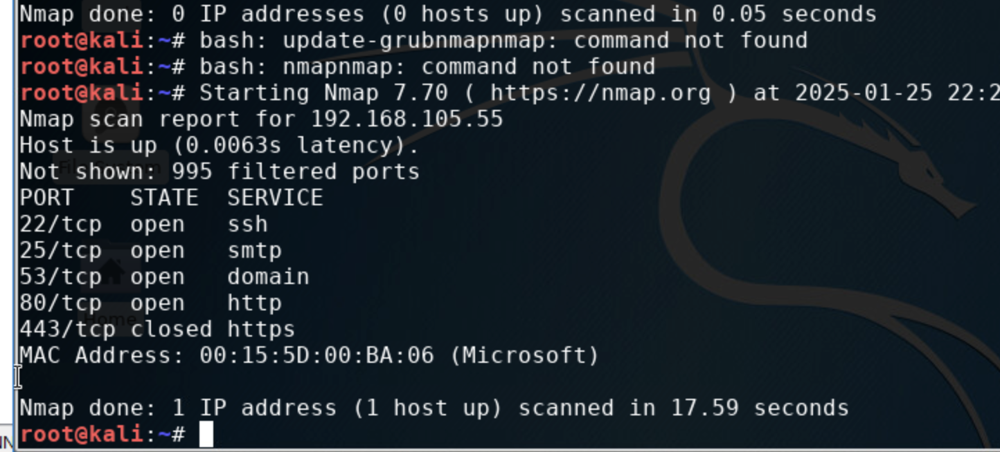 Nmap done: 0 IP addresses (0 hosts up) scanned in 0.05 seconds
root@kali:~# bash: update-grubnmapnmap: command not found
root@kali:~# bash: nmapnmap: command not found
root@kali:~# Starting Nmap 7.70 ( https://nmap.org ) at 2025-01-25 22:2
Nmap scan report for 192.168.105.55
Host is up (0.0063s latency).
File System
Not shown: 995 filtered ports
PORT    STATE  SERVICE
22/tcp  open   ssh
25/tcp  open   smtp
53/tcp  open   domain
80/tcp  open   http
Home
443/tcp closed https
MAC Address: 00:15:5D:00:BA:06 (Microsoft)
Nmap done: 1 IP address (1 host up) scanned in 17.59 seconds
root@kali:~#